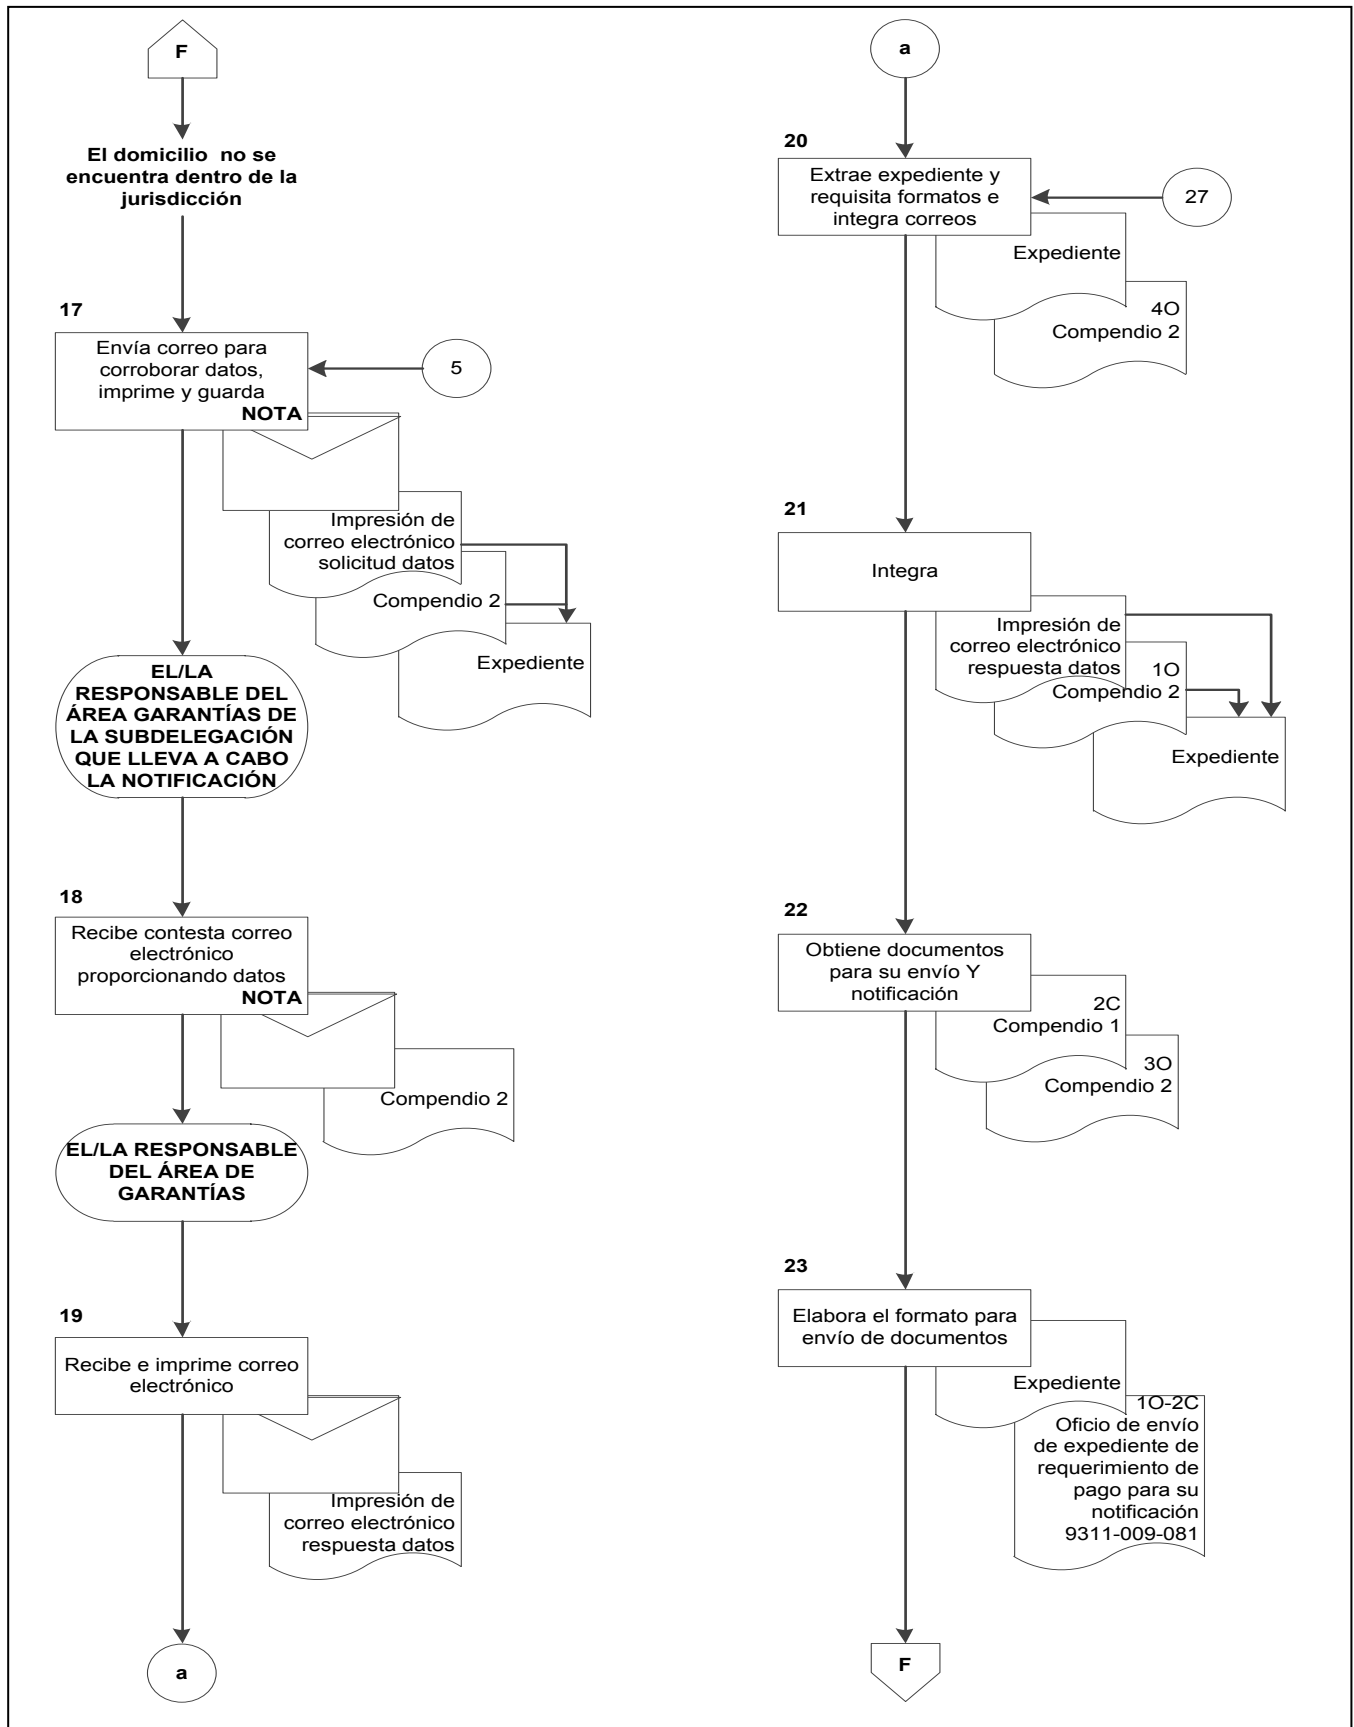 F
El domicilio no se
encuentra dentro de la
jurisdicción
17
Envía correo para
corroborar datos,
imprime y guarda
NOTA
5
Impresión de
correo electrónico
solicitud datos
Compendio 2
Expediente
EL/LA
RESPONSABLE DEL
ÁREA GARANTÍAS DE
LA SUBDELEGACIÓN
QUE LLEVA A CABO
LA NOTIFICACIÓN
18
Recibe contesta correo
electrónico
proporcionando datos
NOTA
Compendio 2
EL/LA RESPONSABLE
DEL ÁREA DE
GARANTÍAS
19
Recibe e imprime correo
electrónico
Impresión de
correo electrónico
respuesta datos
a
a
20
Extrae expediente y
requisita formatos e
integra correos
27
Expediente
4O
Compendio 2
21
Integra
Impresión de
correo electrónico
respuesta datos
1O
Compendio 2
Expediente
22
Obtiene documentos
para su envío Y
notificación
2C
Compendio 1
3O
Compendio 2
23
Elabora el formato para
envío de documentos
Expediente
1O-2C
Oficio de envío
de expediente de
requerimiento de
pago para su
notificación
9311-009-081
F